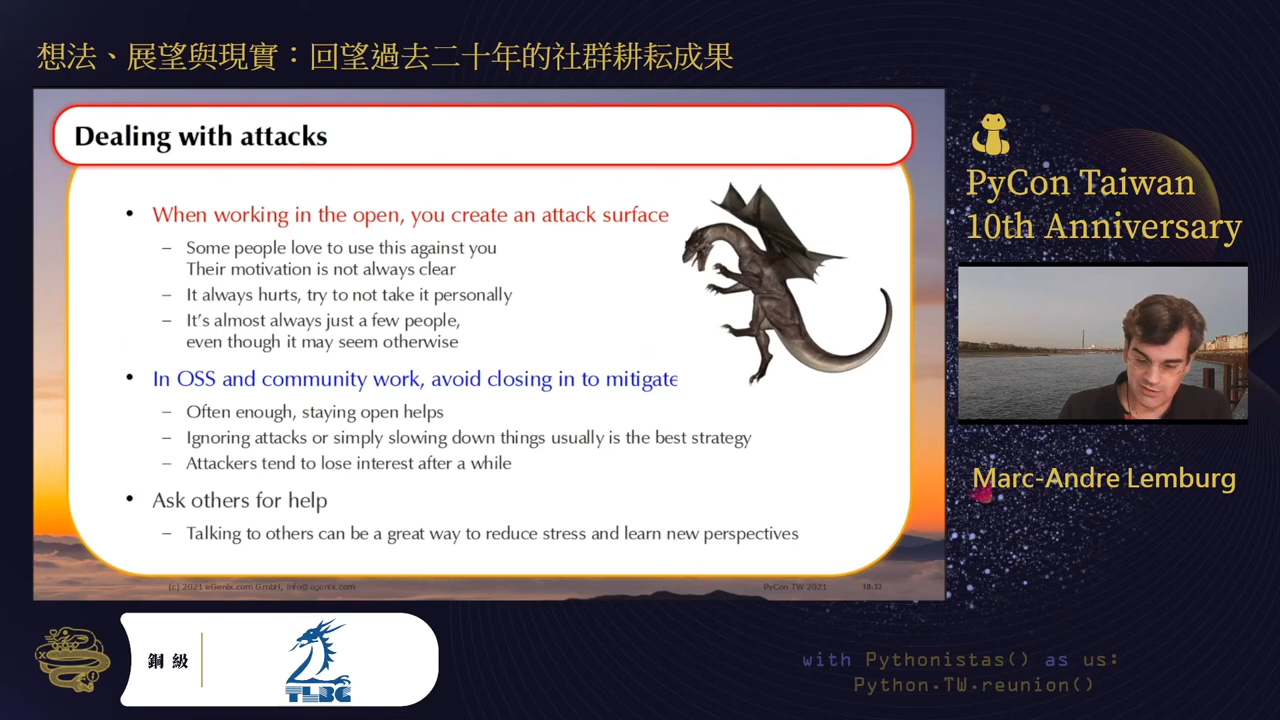 想法、展望與現實：回望過去二十年的社群耕耘成果
Dealing with attacks
• When working in the open, you create an attack surface
– Some people love to use this against you
Their motivation is not always clear
– It always hurts, try to not take it personally
– It's almost always just a few people,
even though it may seem otherwise
• In OSS and community work, avoid closing in to mitigate
– Often enough, staying open helps
– Ignoring attacks or simply slowing down things usually is the best strategy
– Attackers tend to lose interest after a while
• Ask others for help
– Talking to others can be a great way to reduce stress and learn new perspectives
(c) 2021 eGenix.com GmbH, info@egenix.com
PyCon TW 2021
18:32
PyCon Taiwan
10th Anniversary
Marc-Andre Lemburg
銅級
TLBC
with Pythonistas() as us:
Python.TW.reunion()